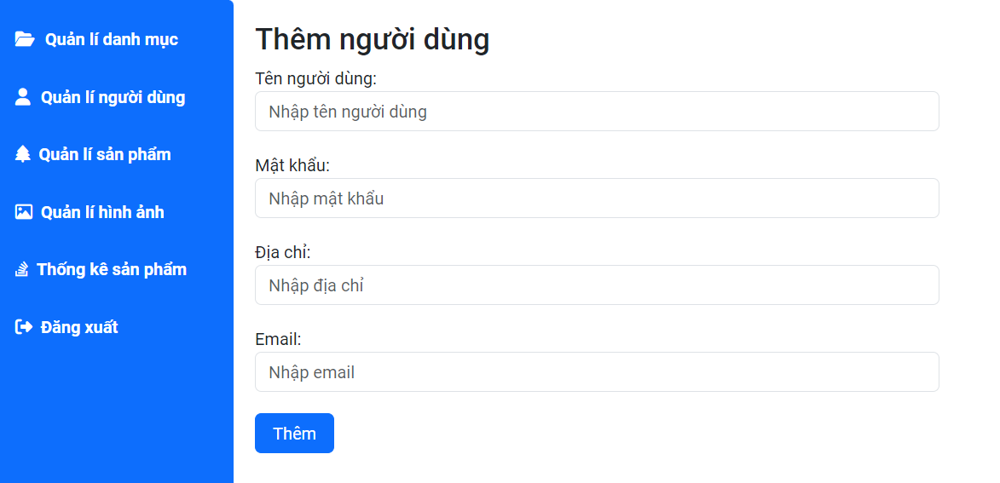 Quản lí danh mục
Quản lí người dùng
Quản lí sản phẩm
Quản lí hình ảnh
Thống kê sản phẩm
Đăng xuất
Thêm người dùng
Tên người dùng:
Nhập tên người dùng
Mật khẩu:
Nhập mật khẩu
Địa chỉ:
Nhập địa chỉ
Email:
Nhập email
Thêm